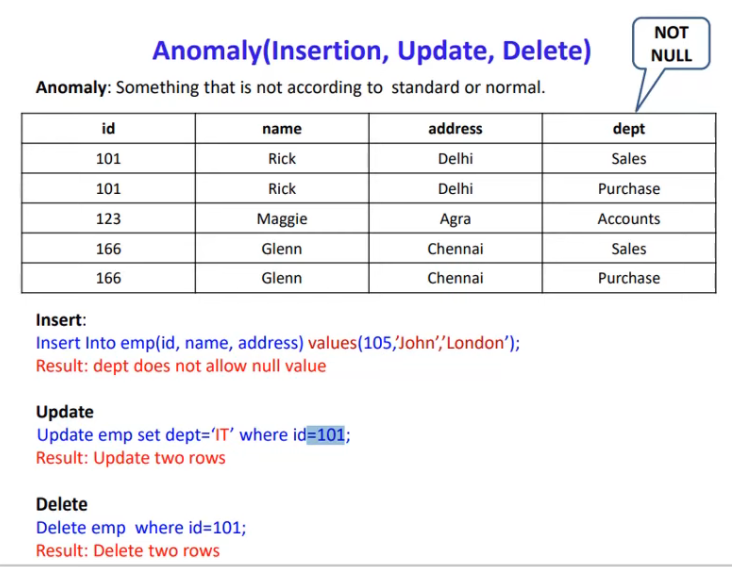 Anomaly(Insertion, Update, Delete)
NOT
NULL
Anomaly: Something that is not according to standard or normal.
id name address dept
101 Rick Delhi Sales
101 Rick Delhi Purchase
123 Maggie Agra Accounts
166 Glenn Chennai Sales
166 Glenn Chennai Purchase
Insert:
Insert Into emp(id, name, address) values(105,’John’,’London’);
Result: dept does not allow null value
Update
Update emp set dept=‘IT’ where id=101;
Result: Update two rows
Delete
Delete emp where id=101;
Result: Delete two rows